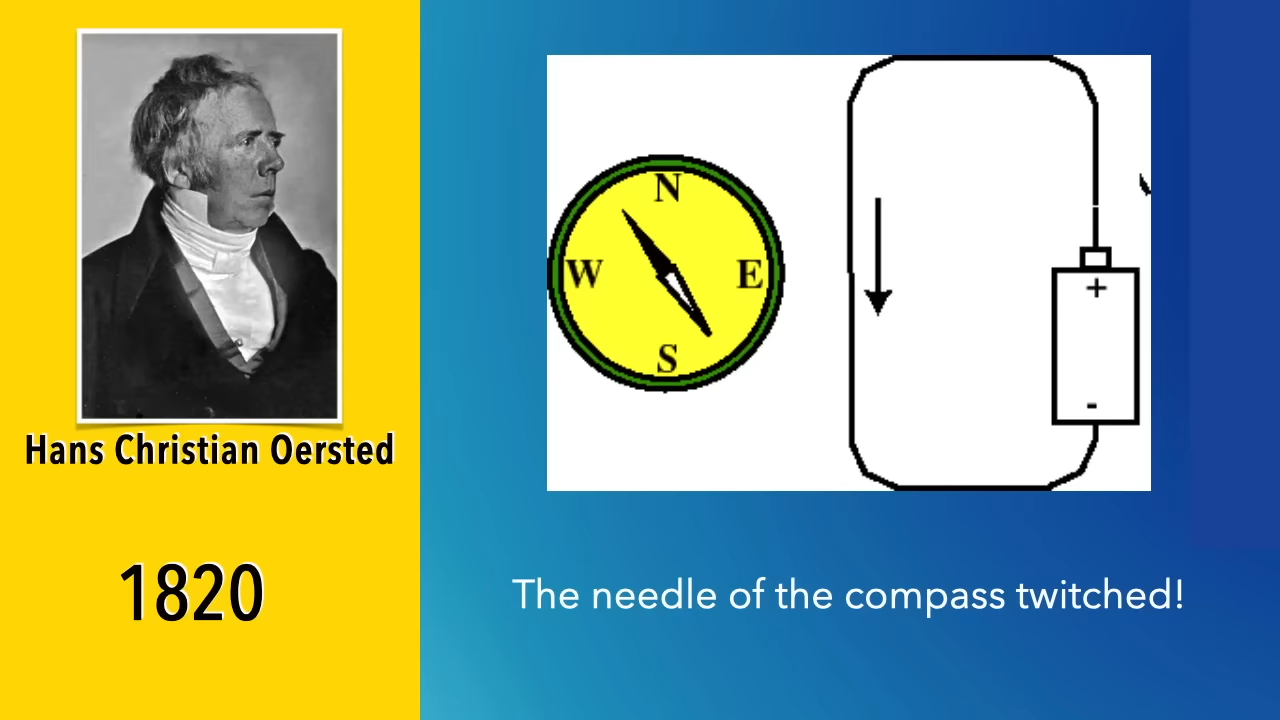 Hans Christian Oersted
1820
N
W E
S
+
-
The needle of the compass twitched!